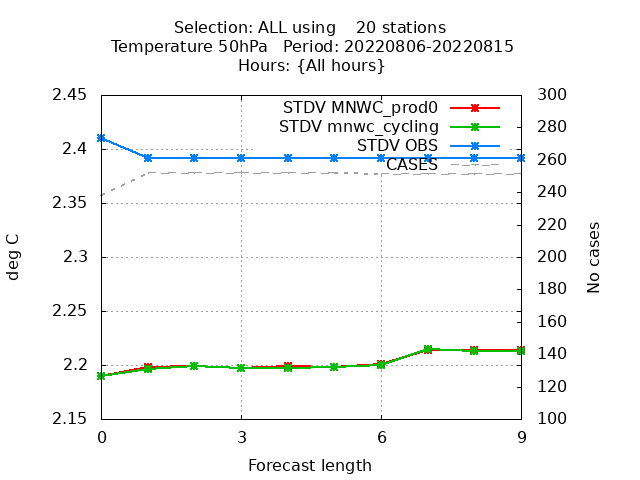 Selection: ALL using    20 stations
Temperature 50hPa   Period: 20220806-20220815
Hours: {All hours}
STDV MNWC_prod0
STDV mnwc_cycling
STDV OBS
CASES
2.45
2.4
2.35
2.3
2.25
2.2
2.15
300
280
260
240
220
200
180
160
140
120
100
deg C
No cases
0
3
6
9
Forecast length